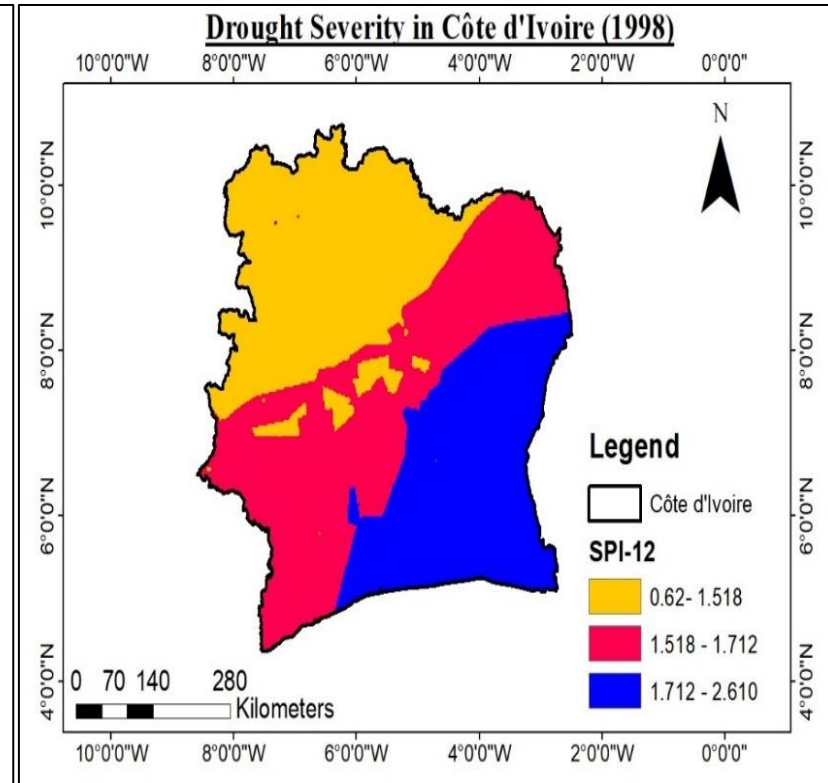 Drought Severity in Côte d'Ivoire (1998)
10°0'0"W 8°0'0"W 6°0'0"W 4°0'0"W 2°0'0"W 0°0'0"
N
10°0'0"N 10°0'0"N
8°0'0"N 8°0'0"N
6°0'0"N 6°0'0"N
4°0'0"N 4°0'0"N
Legend
Côte d'Ivoire
SPI-12
0.62- 1.518
1.518 - 1.712
1.712 - 2.610
0 70 140 280
Kilometers
10°0'0"W 8°0'0"W 6°0'0"W 4°0'0"W 2°0'0"W 0°0'0"